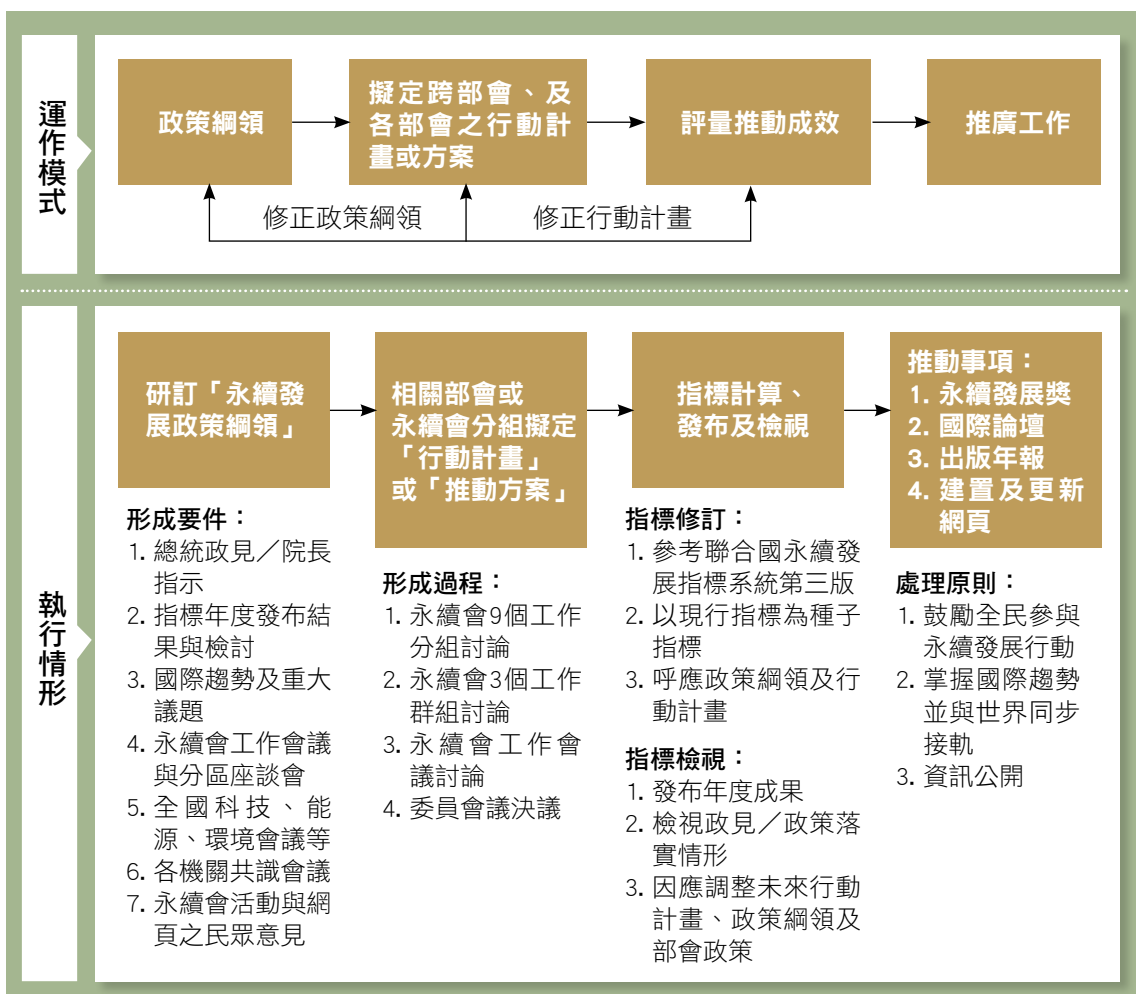 運作模式
政策綱領
擬定跨部會、及
各部會之行動計
畫或方案
評量推動成效
推廣工作
修正政策綱領
修正行動計畫
執行情形
研訂「永續發
展政策綱領」
形成要件：
1. 總統政見／院長
指示
2. 指標年度發布結
果與檢討
3. 國際趨勢及重大
議題
4. 永續會工作會議
與分區座談會
5. 全國科技、能
源、環境會議等
6. 各機關共識會議
7. 永續會活動與網
頁之民眾意見
相關部會或
永續會分組擬定
「行動計畫」
或「推動方案」
形成過程：
1. 永續會9個工作
分組討論
2. 永續會3個工作
群組討論
3. 永續會工作會
議討論
4. 委員會議決議
指標計算、
發布及檢視
指標修訂：
1. 參考聯合國永續發
展指標系統第三版
2. 以現行指標為種子
指標
3. 呼應政策綱領及行
動計畫
指標檢視：
1. 發布年度成果
2. 檢視政見／政策落
實情形
3. 因應調整未來行動
計畫、政策綱領及
部會政策
推動事項：
1. 永續發展獎
2. 國際論壇
3. 出版年報
4. 建置及更新
網頁
處理原則：
1. 鼓勵全民參與
永續發展行動
2. 掌握國際趨勢
並與世界同步
接軌
3. 資訊公開